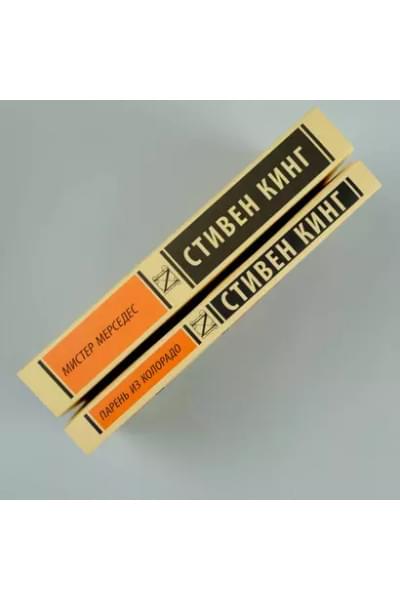 СТИВЕН КИНГ
МИСТЕР МЕРСЕДЕС
СТИВЕН КИНГ
ПАРЕНЬ ИЗ КОЛОРАДО